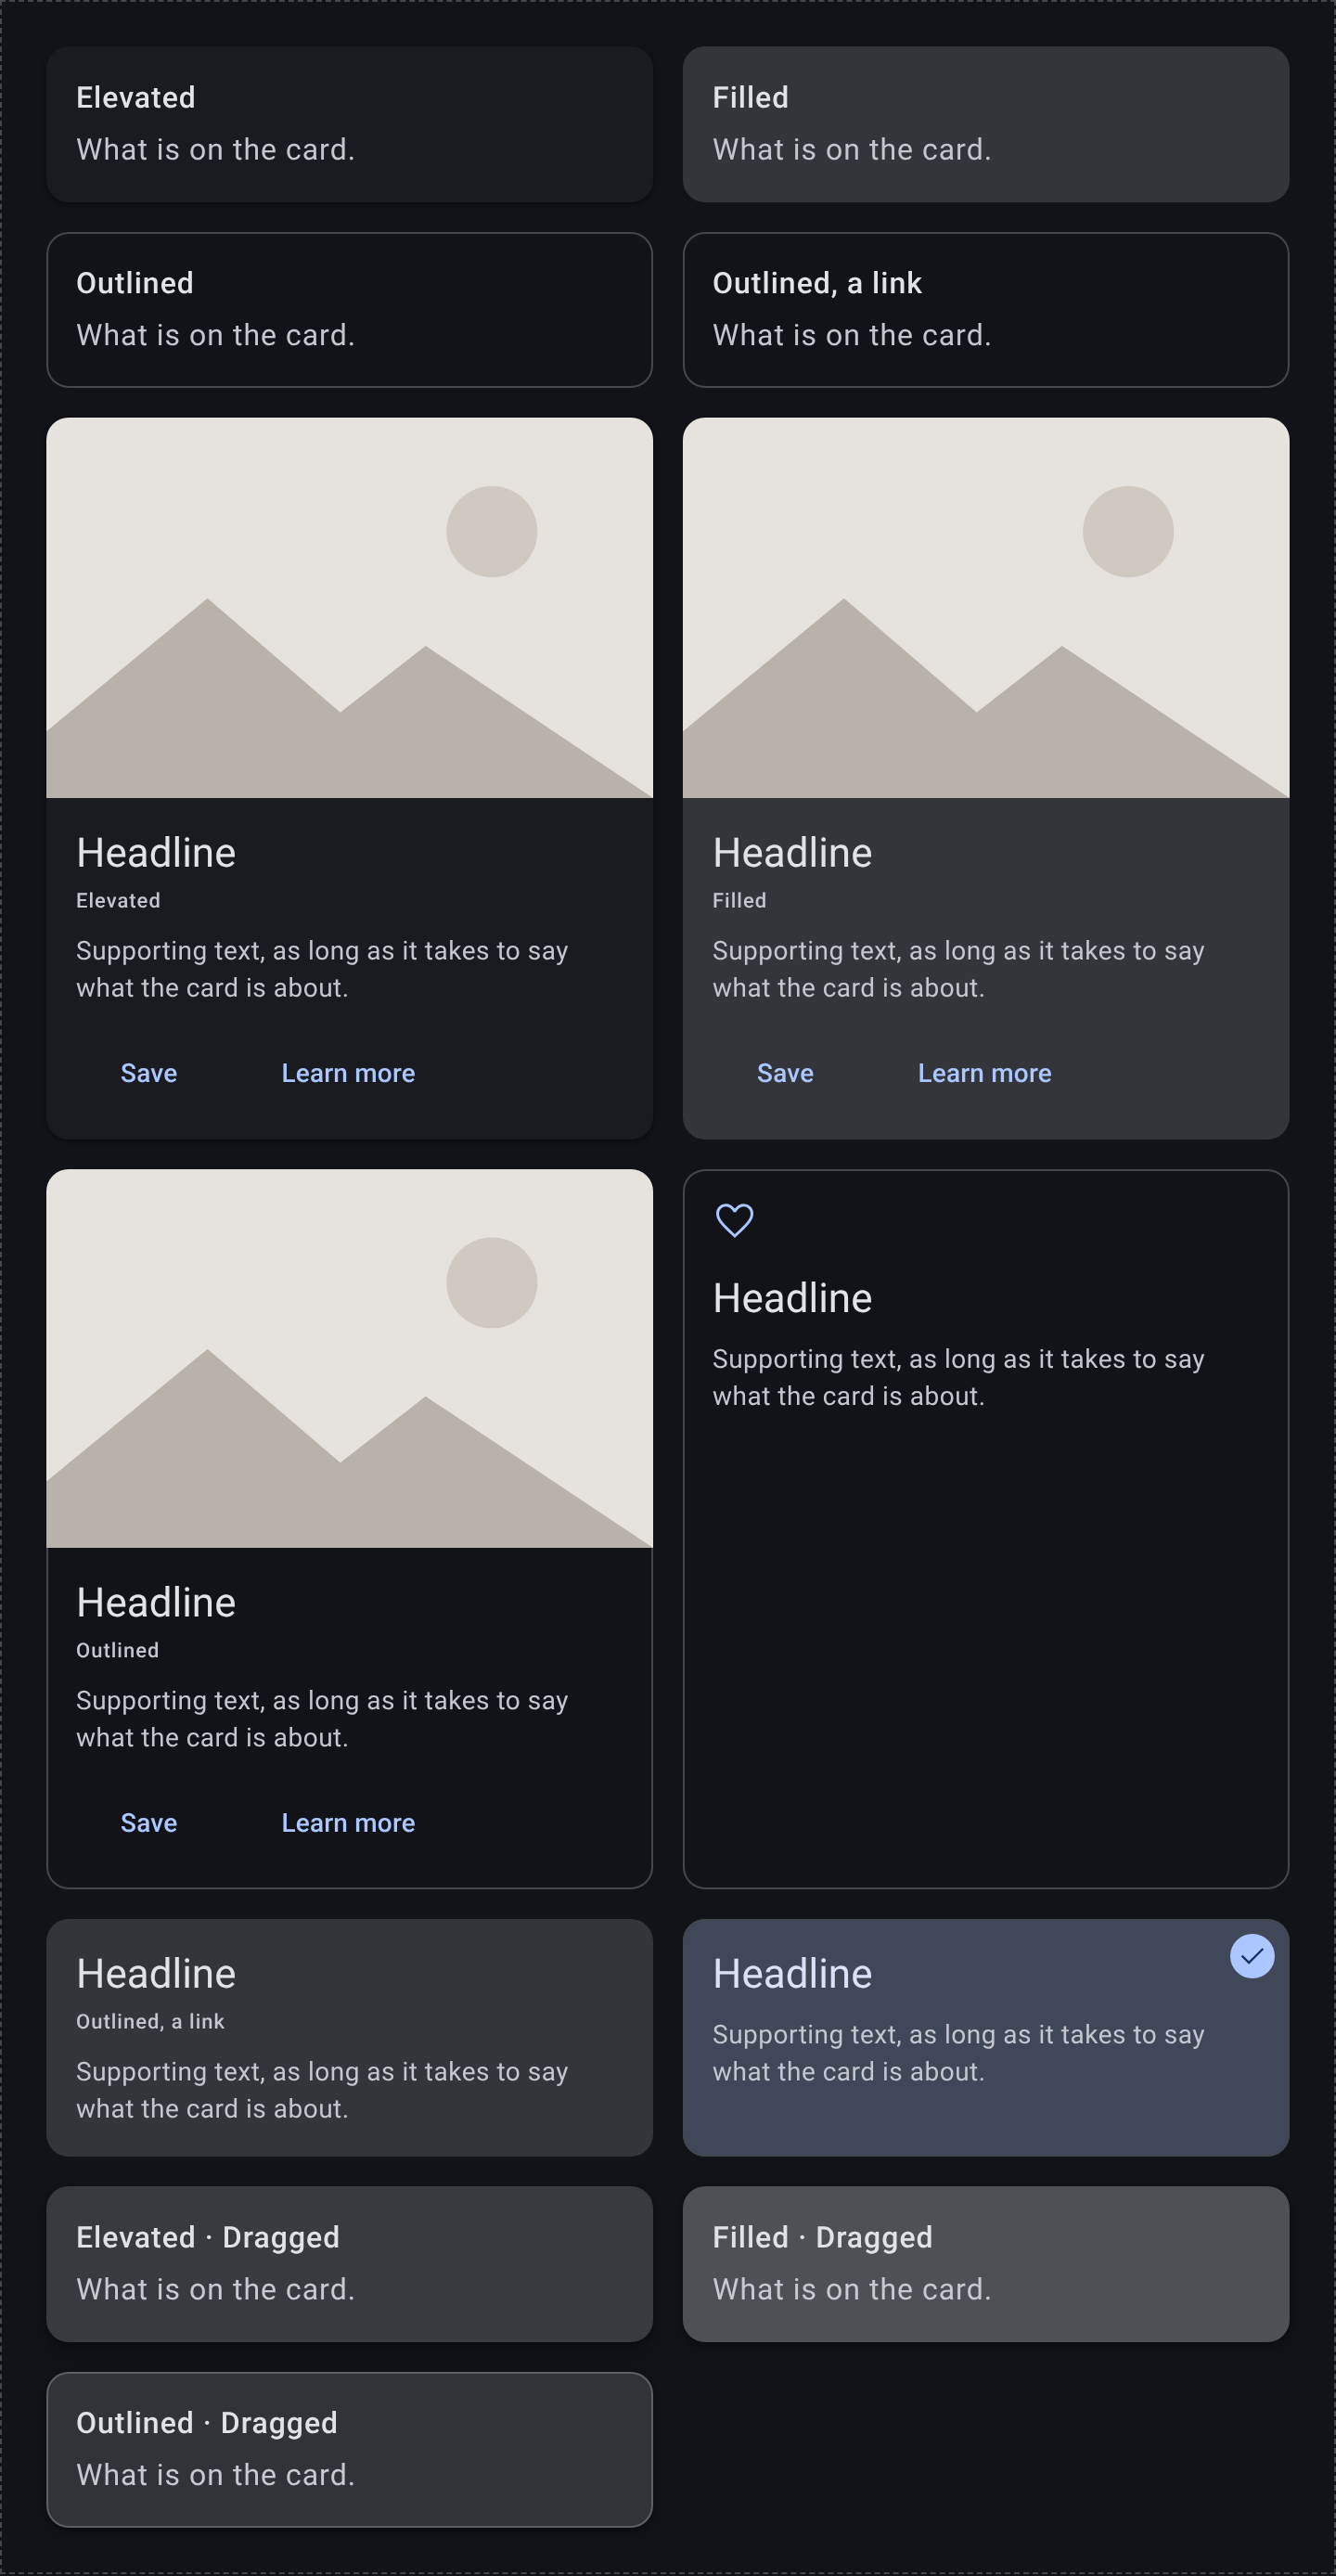 Elevated
What is on the card.
Filled
What is on the card.
Outlined
What is on the card.
Outlined, a link
What is on the card.
Headline
Elevated
Supporting text, as long as it takes to say
what the card is about.
Save
Learn more
Headline
Filled
Supporting text, as long as it takes to say
what the card is about.
Save
Learn more
Headline
Outlined
Supporting text, as long as it takes to say
what the card is about.
Save
Learn more
Headline
Supporting text, as long as it takes to say
what the card is about.
Headline
Outlined, a link
Supporting text, as long as it takes to say
what the card is about.
Headline
Supporting text, as long as it takes to say
what the card is about.
Elevated · Dragged
What is on the card.
Filled · Dragged
What is on the card.
Outlined · Dragged
What is on the card.